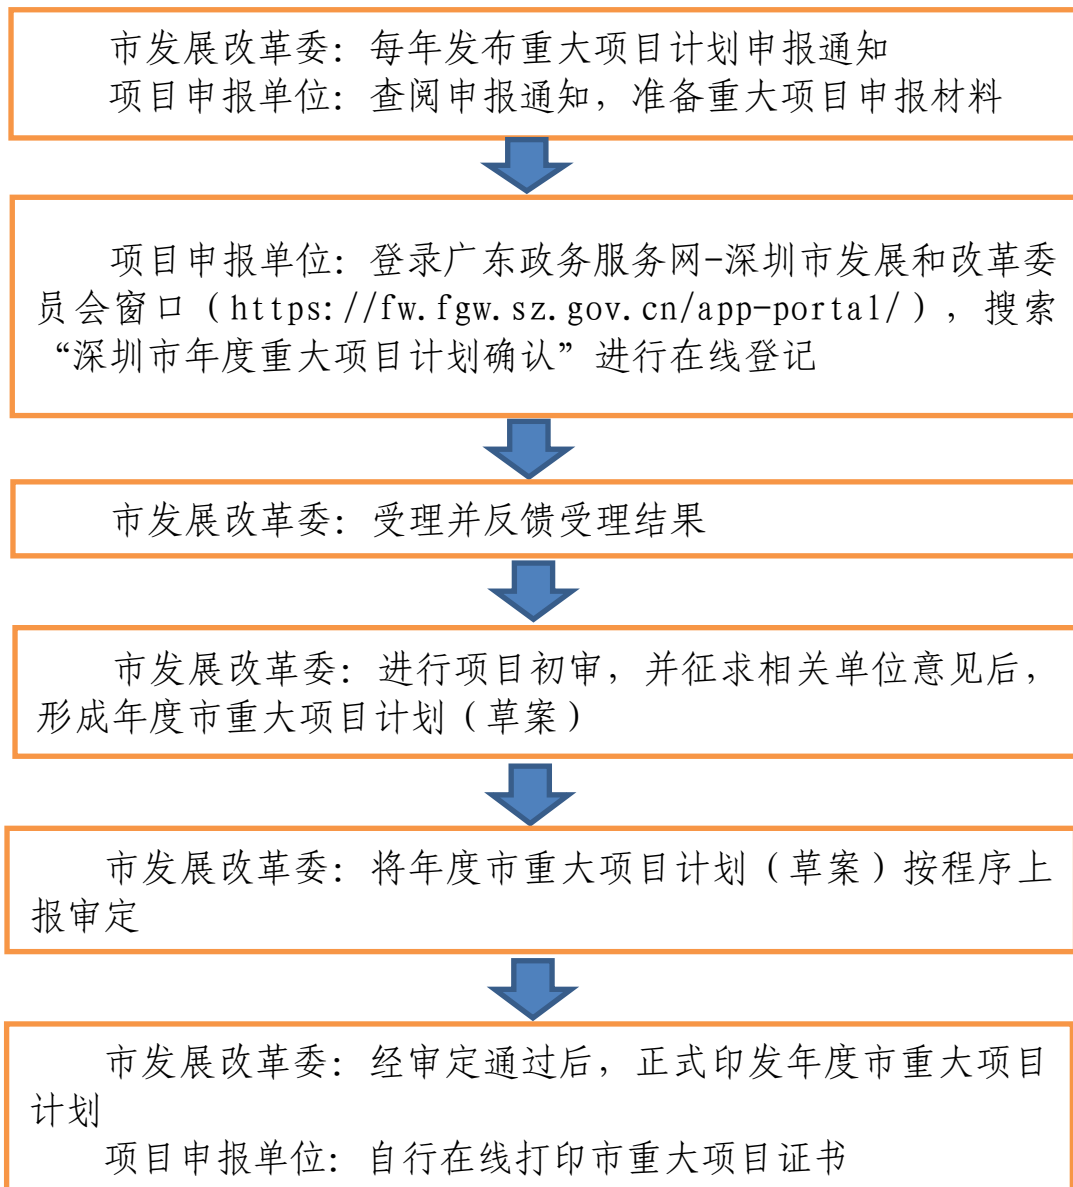 市发展改革委：每年发布重大项目计划申报通知
项目申报单位：查阅申报通知，准备重大项目申报材料
项目申报单位：登录广东政务服务网-深圳市发展和改革委
员会窗口（https://fw.fgw.sz.gov.cn/app-portal/），搜索
“深圳市年度重大项目计划确认”进行在线登记
市发展改革委：受理并反馈受理结果
市发展改革委：进行项目初审，并征求相关单位意见后，
形成年度市重大项目计划（草案）
市发展改革委：将年度市重大项目计划（草案）按程序上
报审定
市发展改革委：经审定通过后，正式印发年度市重大项目
计划
项目申报单位：自行在线打印市重大项目证书